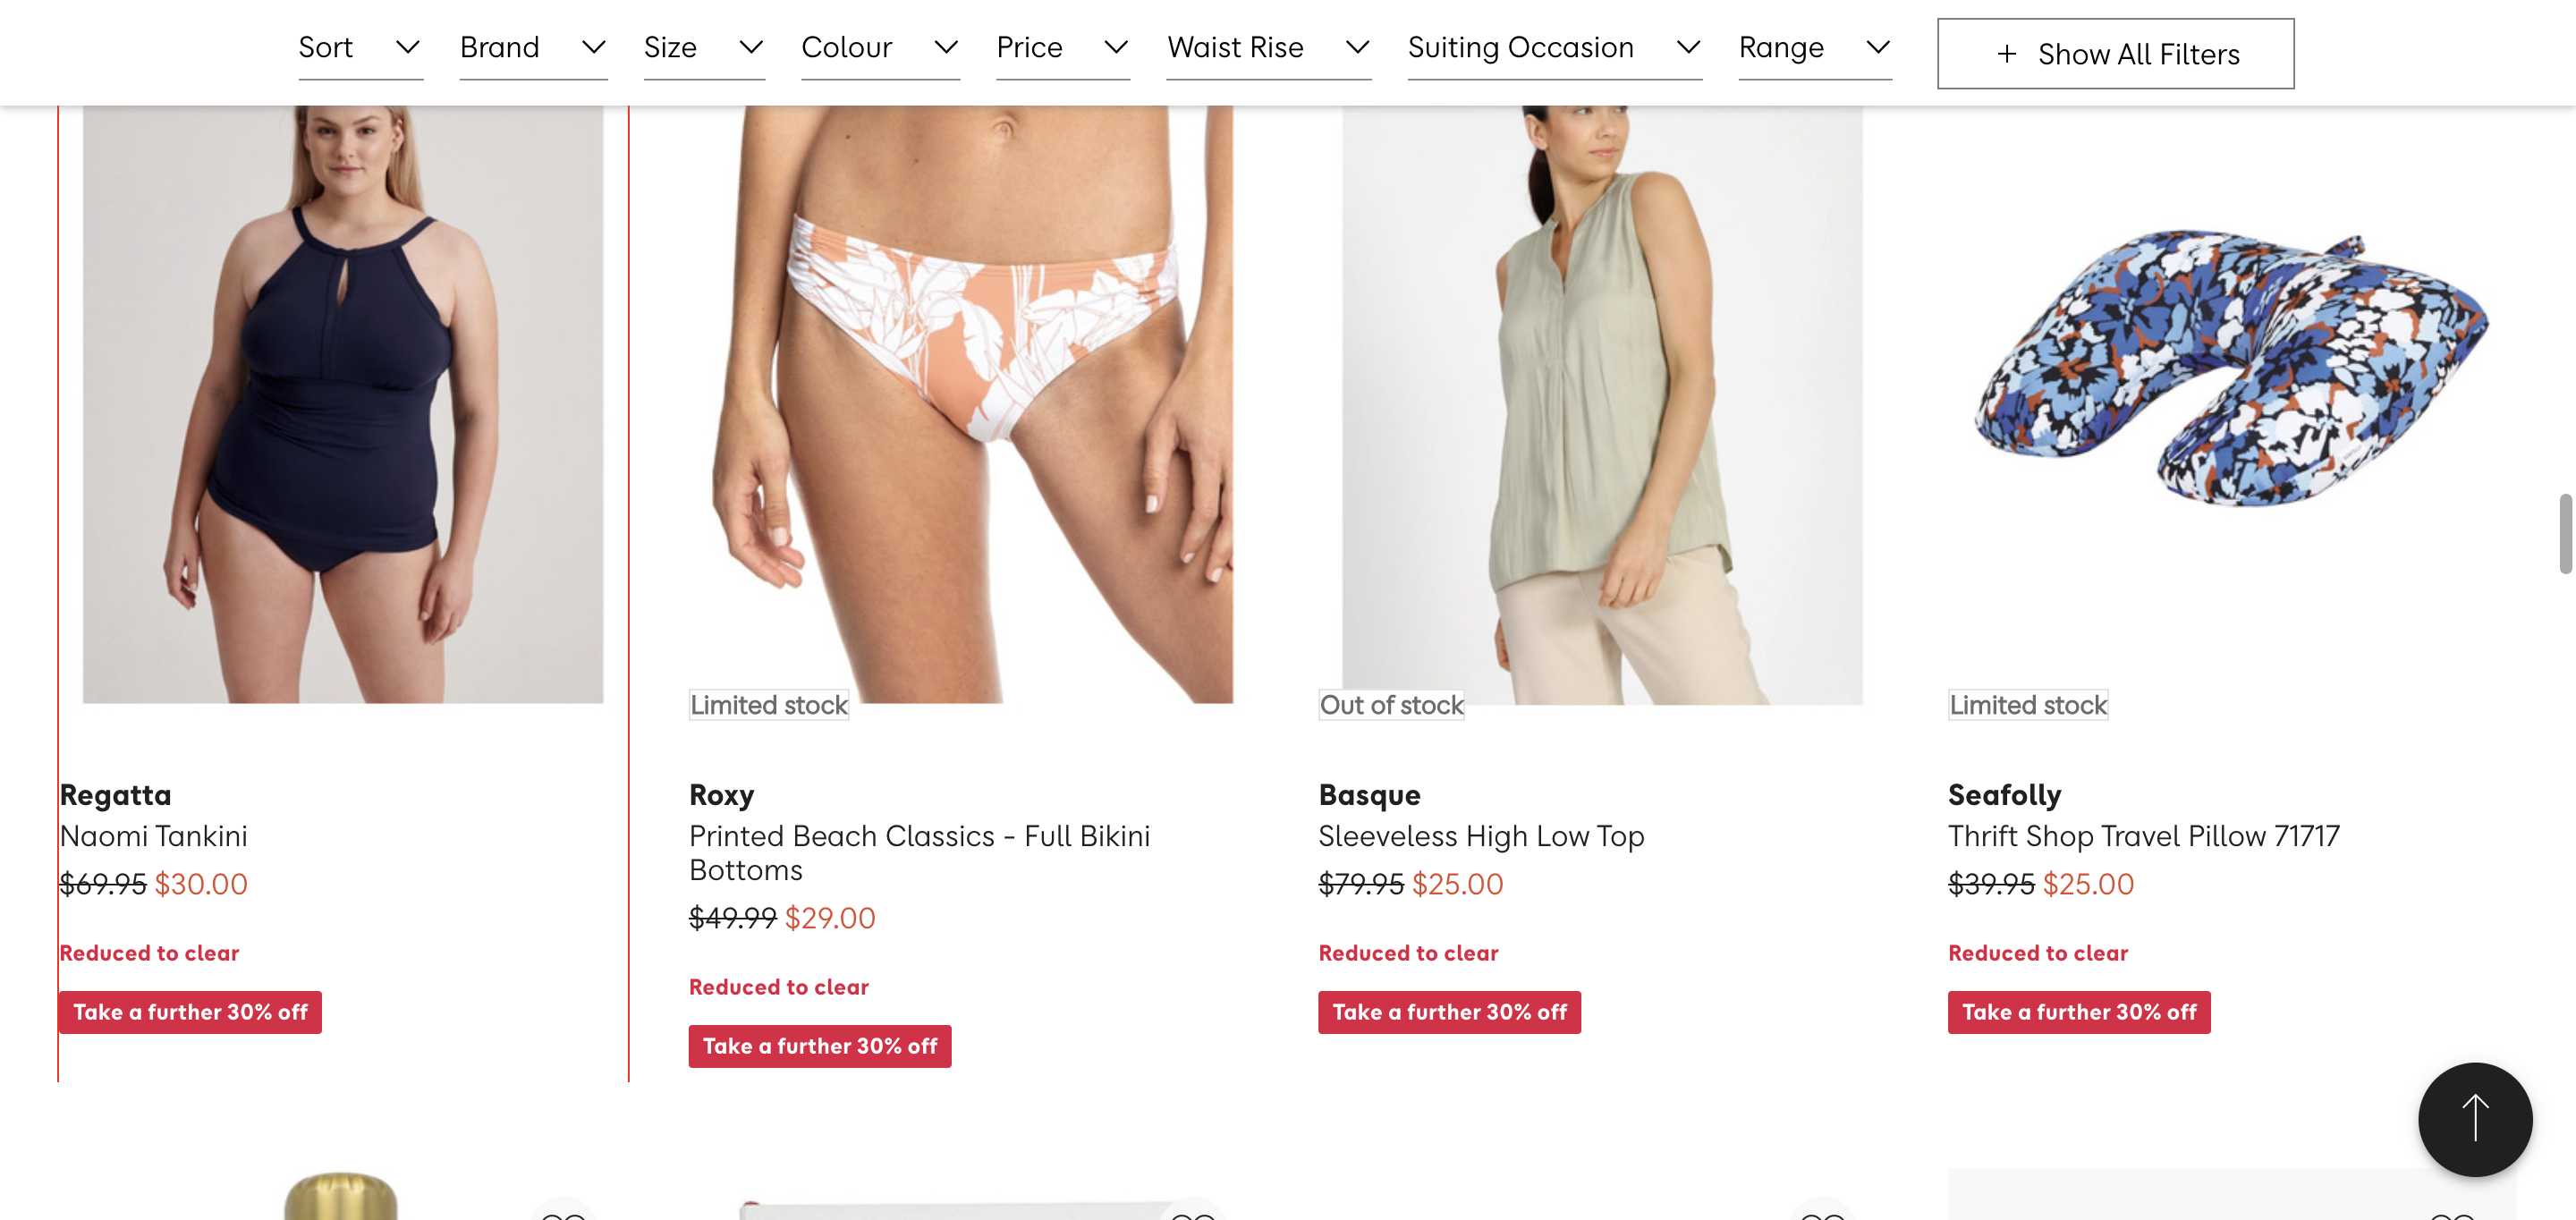 Sort
Brand
Size
Colour
Price
Waist Rise
Suiting Occasion
Range
+ Show All Filters
Limited stock
Out of stock
Limited stock
Regatta
Naomi Tankini
$69.95 $30.00
Reduced to clear
Take a further 30% off
Roxy
Printed Beach Classics - Full Bikini
Bottoms
$49.99 $29.00
Reduced to clear
Take a further 30% off
Basque
Sleeveless High Low Top
$79.95 $25.00
Reduced to clear
Take a further 30% off
Seafolly
Thrift Shop Travel Pillow 71717
$39.95 $25.00
Reduced to clear
Take a further 30% off